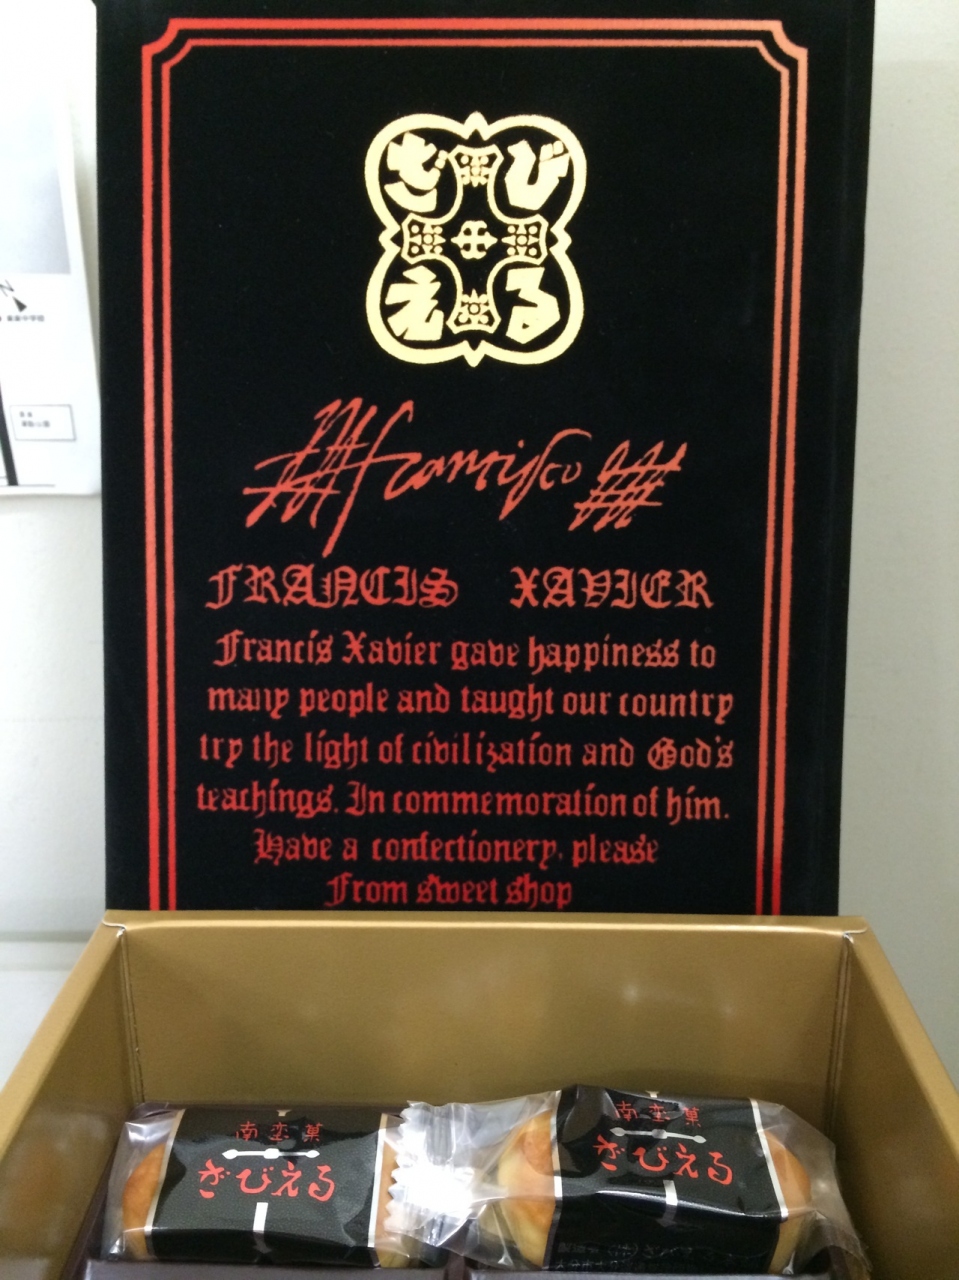 ざび
える
Francisco
FRANCIS XAVIER
Francis Xavier gave happiness to
many people and taught our country
try the light of civilization and God's
teachings. In commemoration of him.
Have a confectionery, please
From sweet shop
南蛮菓
ざびえる
南蛮菓
ざびえる